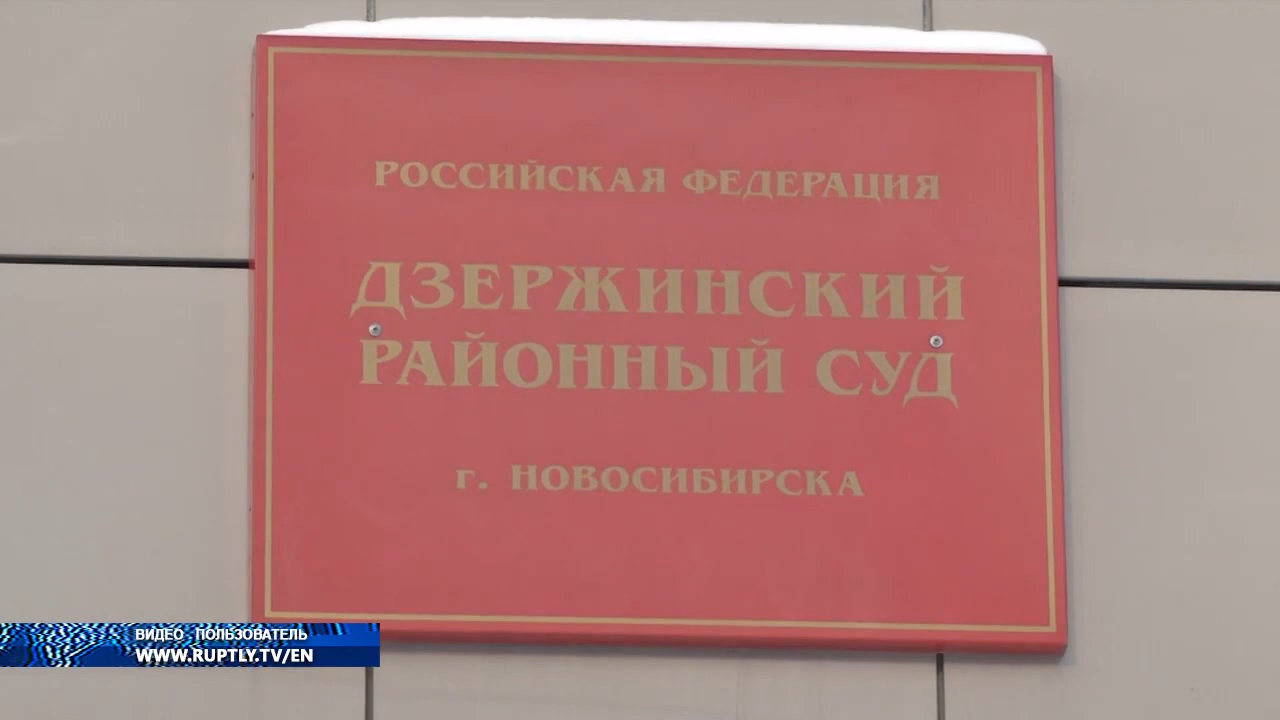 РОССИЙСКАЯ ФЕДЕРАЦИЯ
ДЗЕРЖИНСКИЙ
РАЙОННЫЙ СУД
г. НОВОСИБИРСКА
ВИДЕО ПОЛЬЗОВАТЕЛЬ
WWW.RUPTLY.TV/EN